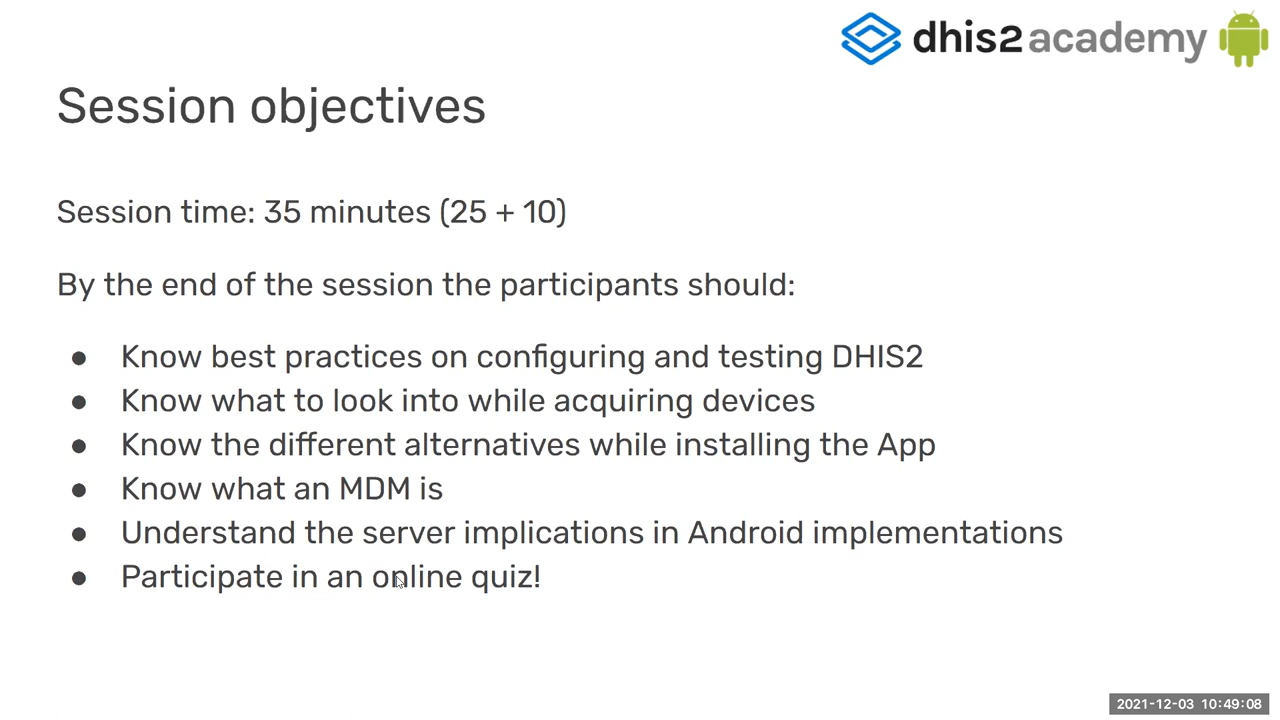 dhis2 academy
Session objectives
Session time: 35 minutes (25 + 10)
By the end of the session the participants should:
● Know best practices on configuring and testing DHIS2
● Know what to look into while acquiring devices
● Know the different alternatives while installing the App
● Know what an MDM is
● Understand the server implications in Android implementations
● Participate in an online quiz!
2021-12-03 10:49:08